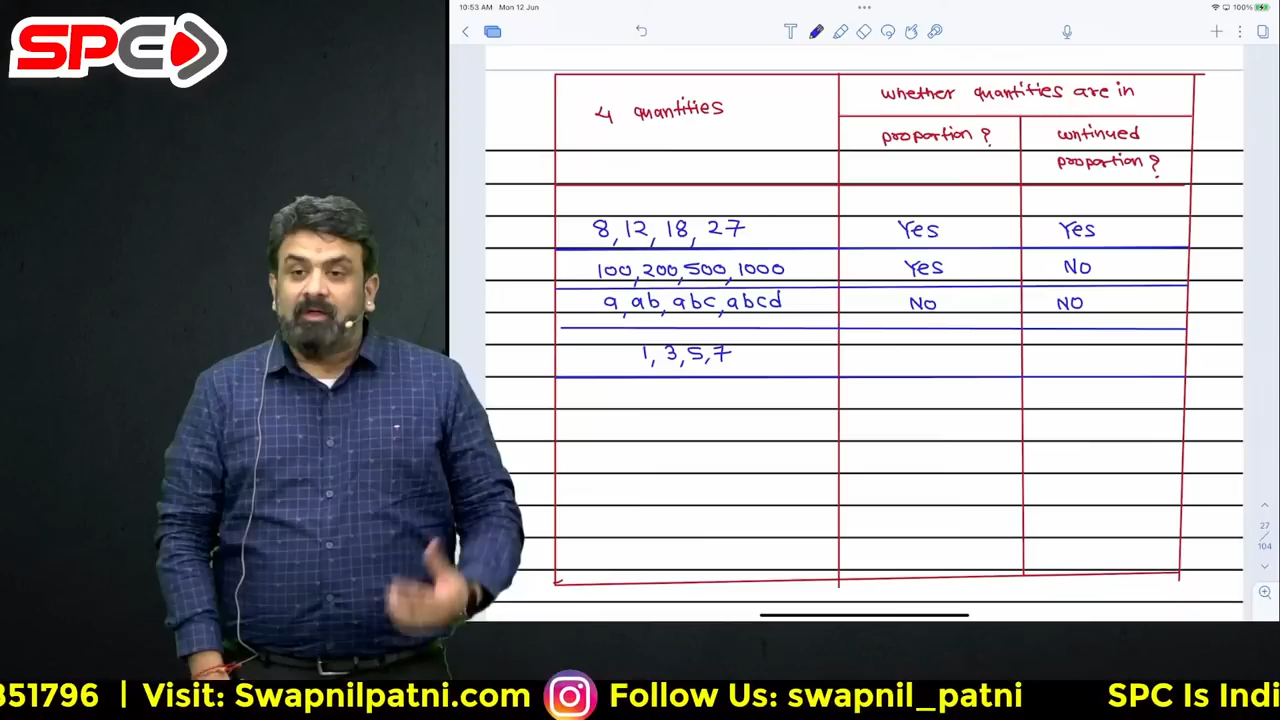 10:53 AM Mon 12 Jun
100%
SPC
4 quantities
whether quantities are in
proportion?
continued
proportion?
8, 12, 18, 27 Yes Yes
100, 200, 500, 1000 Yes NO
a, ab, abc, abcd NO NO
1, 3, 5, 7
27
/
104
351796 | Visit: Swapnilpatni.com Follow Us: swapnil_patni SPC Is Indi